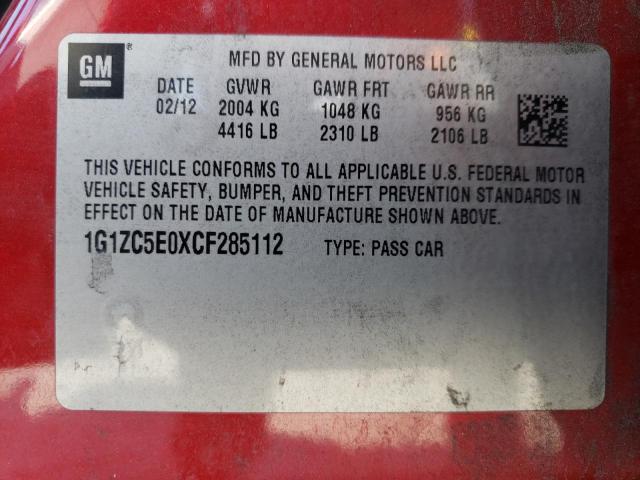 GM ® MFD BY GENERAL MOTORS LLC
DATE GVWR GAWR FRT GAWR RR
02/12 2004 KG 1048 KG 956 KG
4416 LB 2310 LB 2106 LB
THIS VEHICLE CONFORMS TO ALL APPLICABLE U.S. FEDERAL MOTOR
VEHICLE SAFETY, BUMPER, AND THEFT PREVENTION STANDARDS IN
EFFECT ON THE DATE OF MANUFACTURE SHOWN ABOVE.
1G1ZC5E0XCF285112 TYPE: PASS CAR